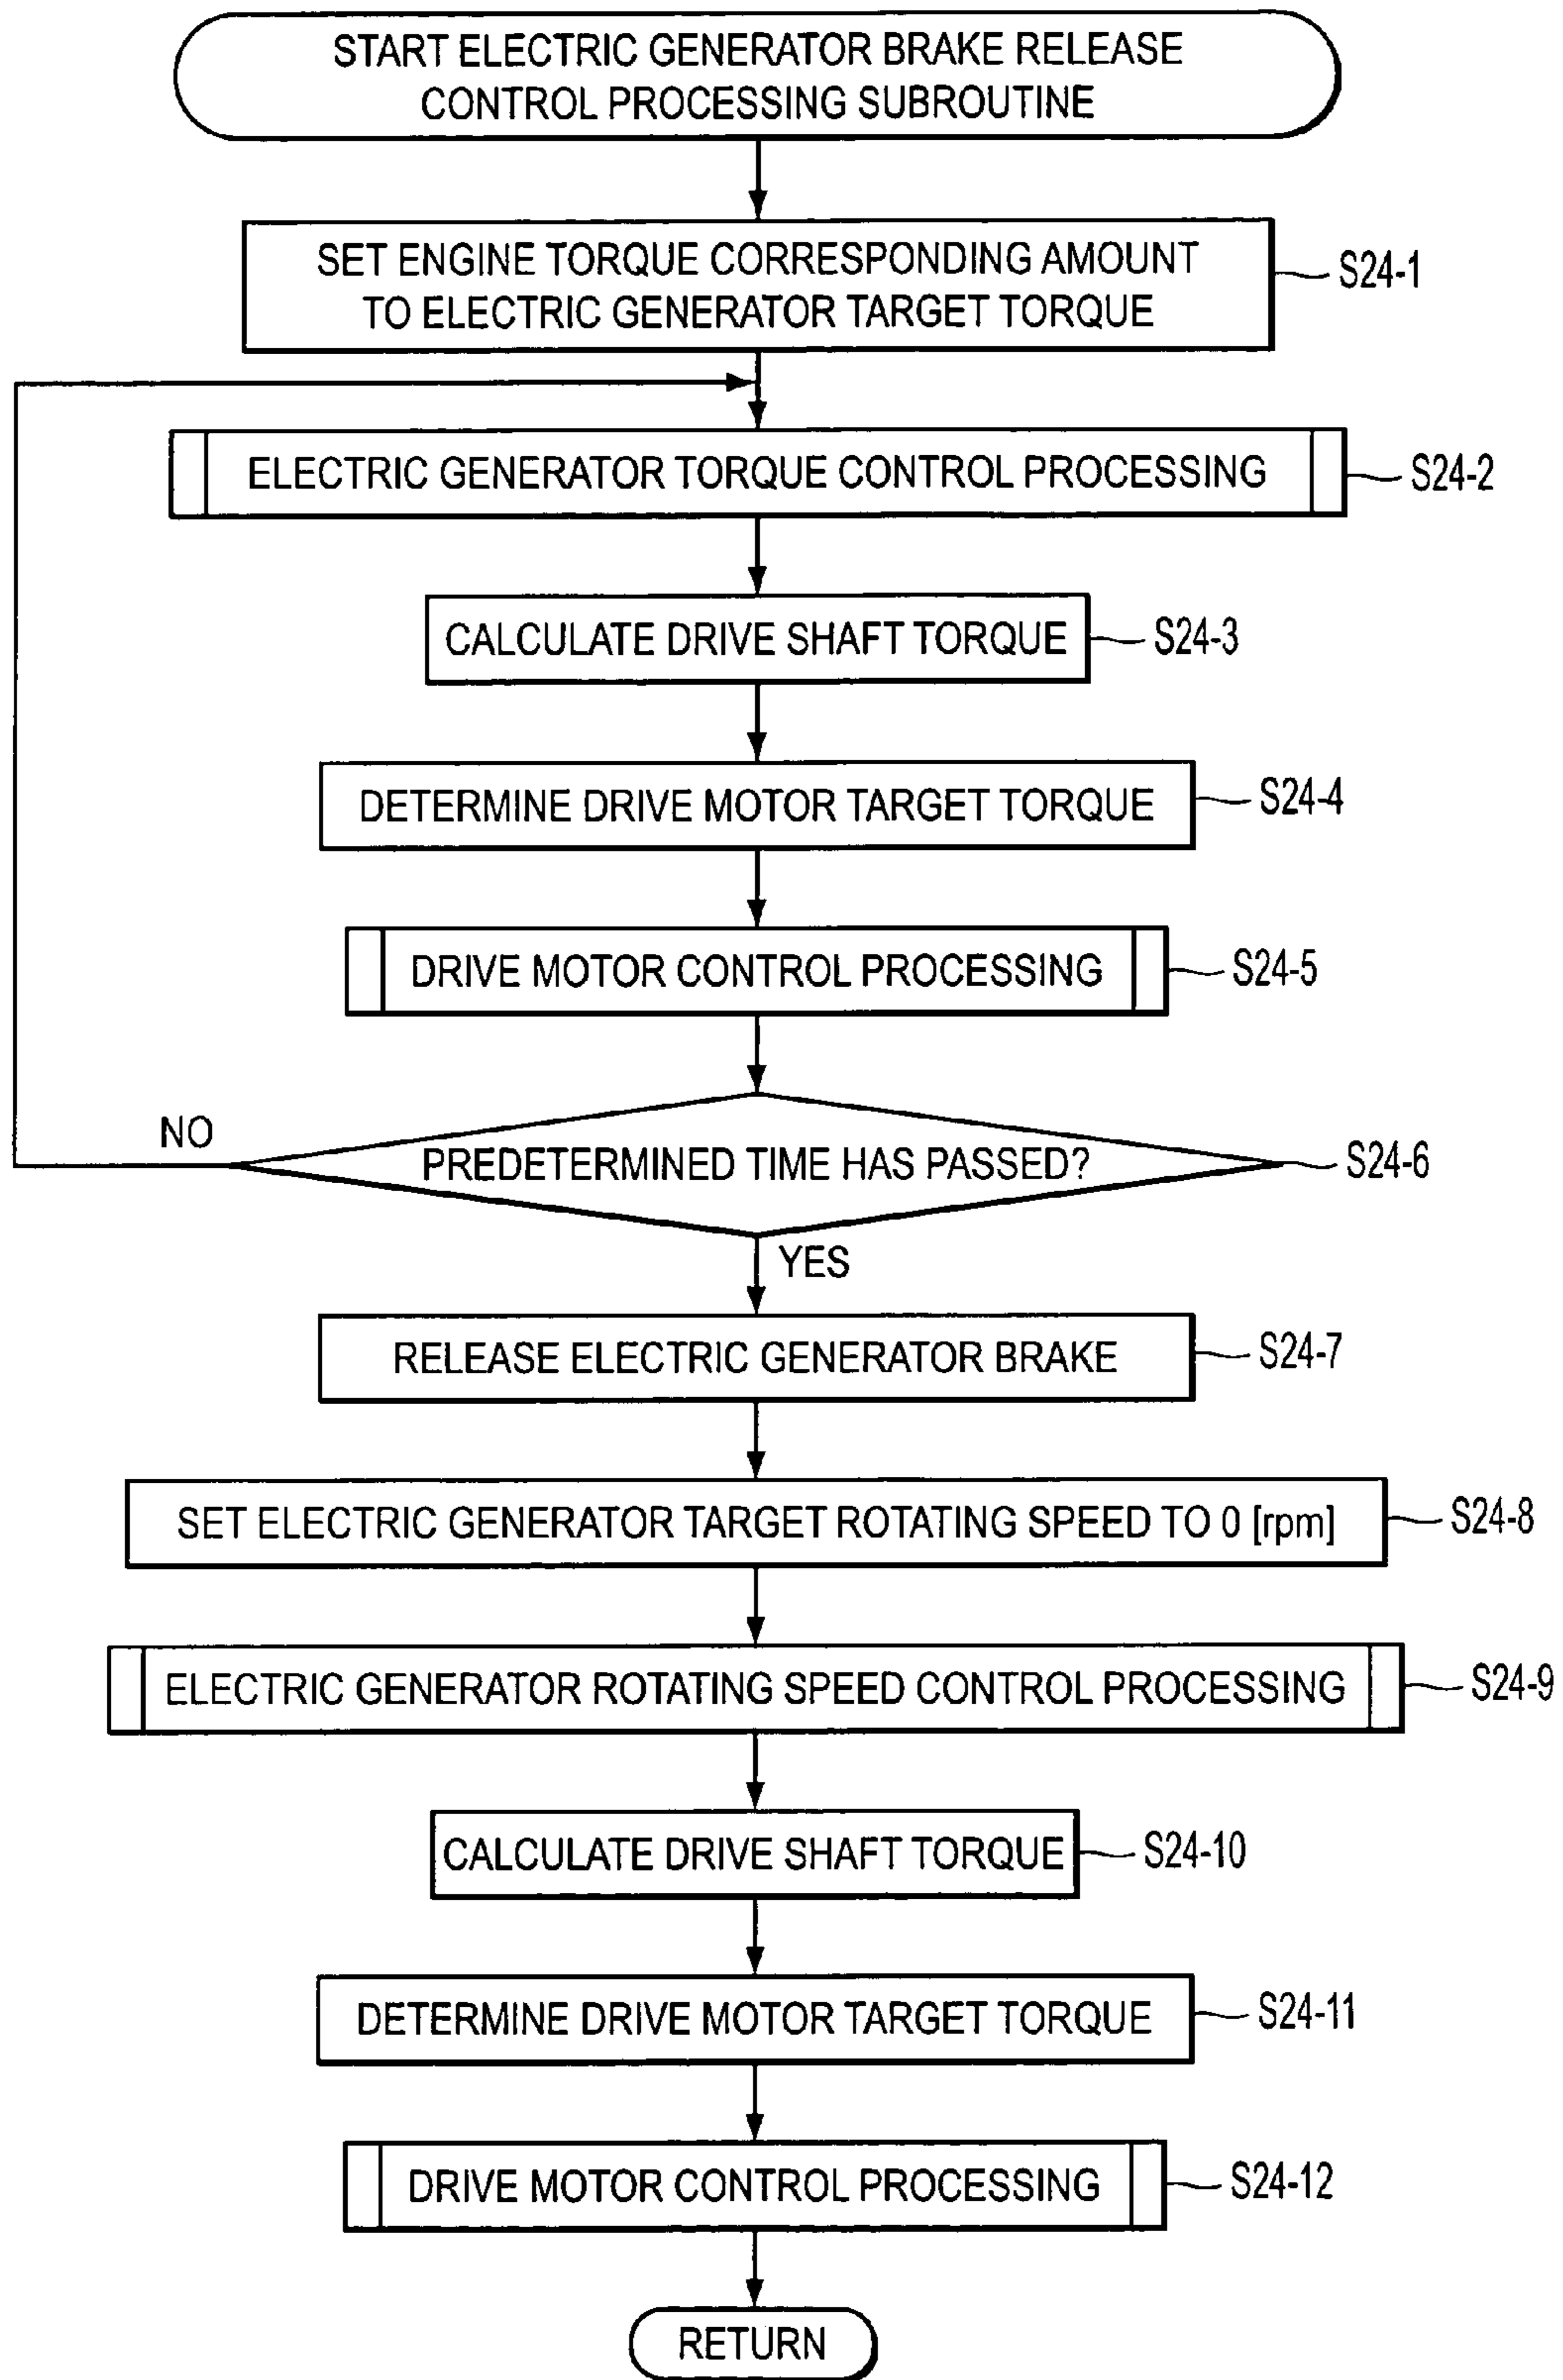 START ELECTRIC GENERATOR BRAKE RELEASE
CONTROL PROCESSING SUBROUTINE
SET ENGINE TORQUE CORRESPONDING AMOUNT
TO ELECTRIC GENERATOR TARGET TORQUE
S24-1
ELECTRIC GENERATOR TORQUE CONTROL PROCESSING
S24-2
CALCULATE DRIVE SHAFT TORQUE
S24-3
DETERMINE DRIVE MOTOR TARGET TORQUE
S24-4
DRIVE MOTOR CONTROL PROCESSING
S24-5
NO
PREDETERMINED TIME HAS PASSED?
S24-6
YES
RELEASE ELECTRIC GENERATOR BRAKE
S24-7
SET ELECTRIC GENERATOR TARGET ROTATING SPEED TO 0 [rpm]
S24-8
ELECTRIC GENERATOR ROTATING SPEED CONTROL PROCESSING
S24-9
CALCULATE DRIVE SHAFT TORQUE
S24-10
DETERMINE DRIVE MOTOR TARGET TORQUE
S24-11
DRIVE MOTOR CONTROL PROCESSING
S24-12
RETURN